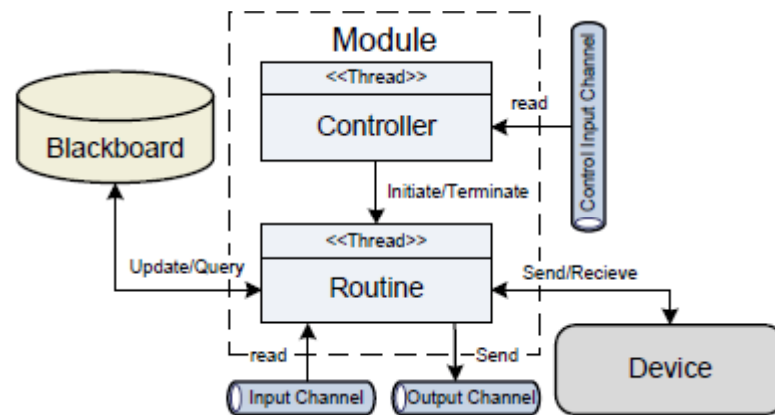 Module
<<Thread>>
Controller
read
Control Input Channel
Blackboard
Initiate/Terminate
<<Thread>>
Routine
Update/Query
Send/Recieve
read
Send
Device
Input Channel
Output Channel